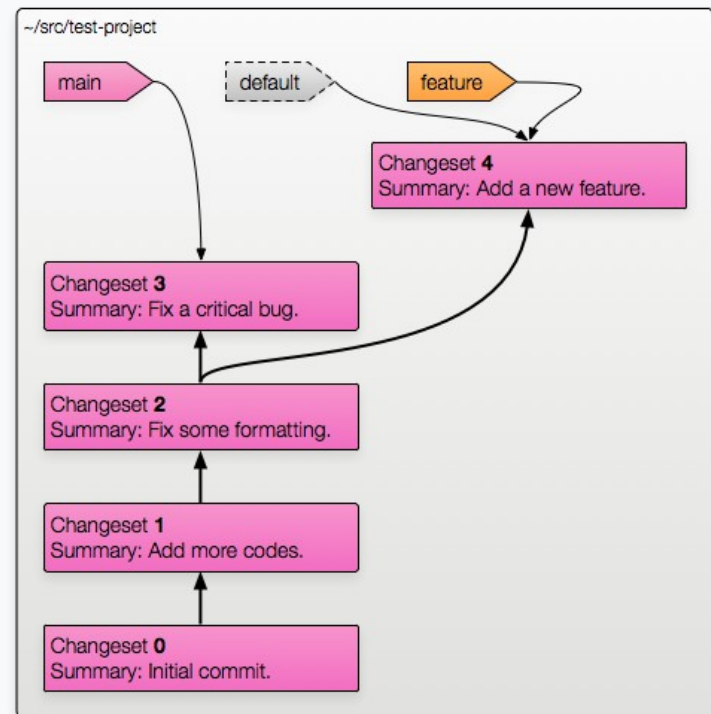 ~/src/test-project
main
default
feature
Changeset 4
Summary: Add a new feature.
Changeset 3
Summary: Fix a critical bug.
Changeset 2
Summary: Fix some formatting.
Changeset 1
Summary: Add more codes.
Changeset 0
Summary: Initial commit.